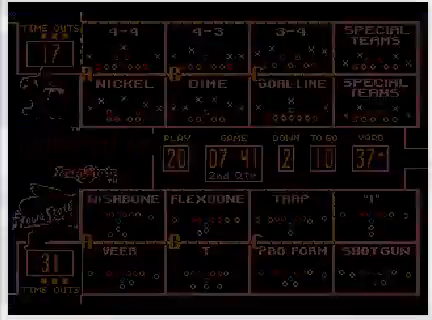 TIME OUTS
17
4-4
4-3
3-4
SPECIAL
TEAMS
A
B
C
NICKEL
DIME
GOALLINE
SPECIAL
TEAMS
PLAY
GAME
DOWN
TO GO
YARD
20
07 41
2
10
37
2nd Qtr
WISHBONE
FLEXBONE
TRAP
"I"
A
B
C
VEER
T
PRO FORM
SHOTGUN
31
TIME OUTS